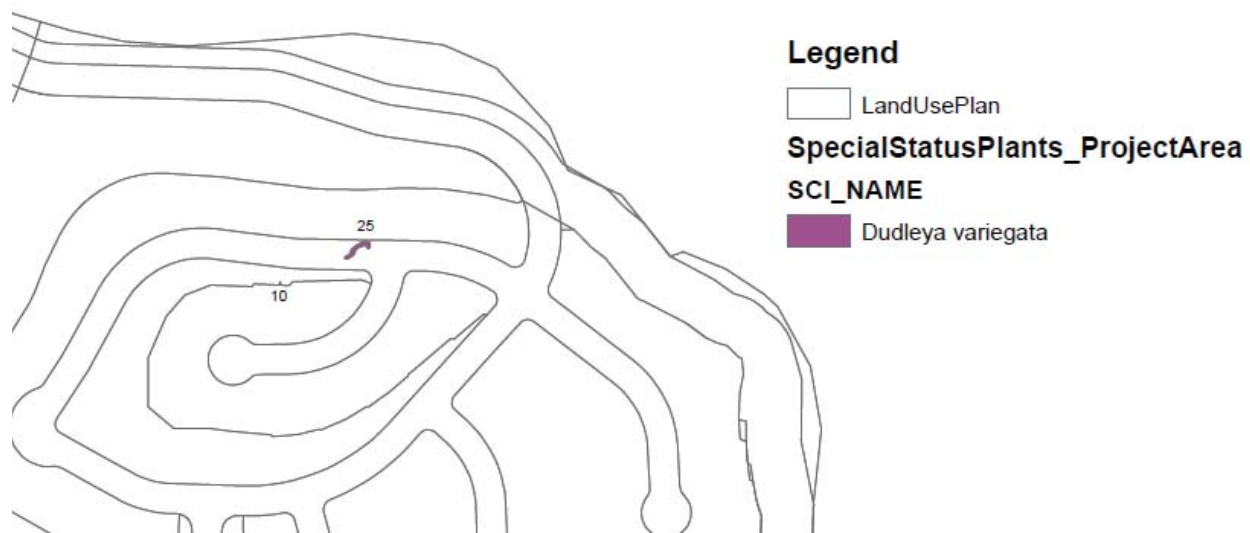 Legend
LandUsePlan
SpecialStatusPlants_ProjectArea
SCI_NAME
Dudleya variegata
25
10